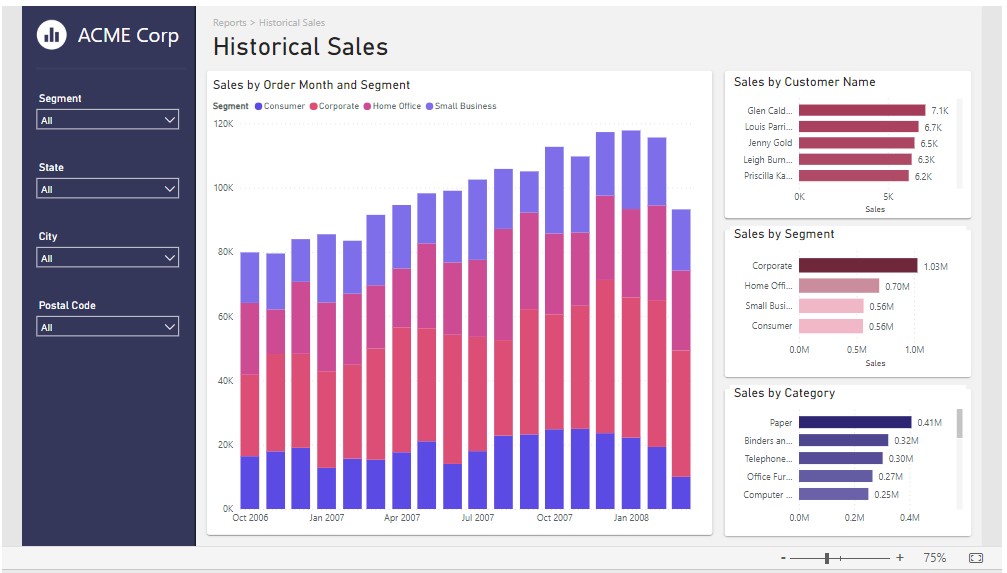 ACME Corp
Segment
All
State
All
City
All
Postal Code
All
Reports > Historical Sales
Historical Sales
Sales by Order Month and Segment
Segment Consumer Corporate Home Office Small Business
120K
100K
80K
60K
40K
20K
0K
Oct 2006 Jan 2007 Apr 2007 Jul 2007 Oct 2007 Jan 2008
Sales by Customer Name
Glen Cald... 7.1K
Louis Parri... 6.7K
Jenny Gold 6.5K
Leigh Burn... 6.3K
Priscilla Ka... 6.2K
0K 5K
Sales
Sales by Segment
Corporate 1.03M
Home Offi... 0.70M
Small Busi... 0.56M
Consumer 0.56M
0.0M 0.5M 1.0M
Sales
Sales by Category
Paper 0.41M
Binders an... 0.32M
Telephone... 0.30M
Office Fur... 0.27M
Computer ... 0.25M
0.0M 0.2M 0.4M
- + 75%